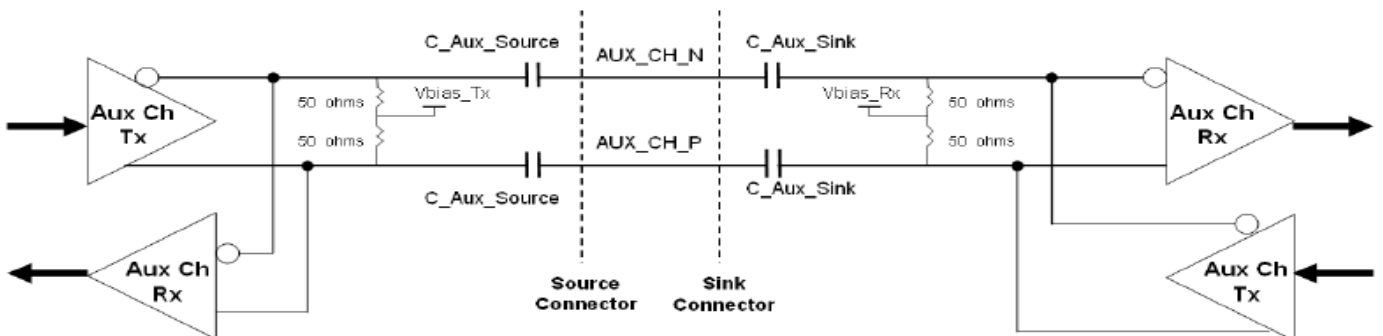 C_Aux_Source
AUX_CH_N
C_Aux_Sink
Aux Ch
Tx
50 ohms
Vbias_Tx
Vbias_Rx
50 ohms
Aux Ch
Rx
50 ohms
50 ohms
AUX_CH_P
C_Aux_Source
C_Aux_Sink
Aux Ch
Rx
Source
Connector
Sink
Connector
Aux Ch
Tx